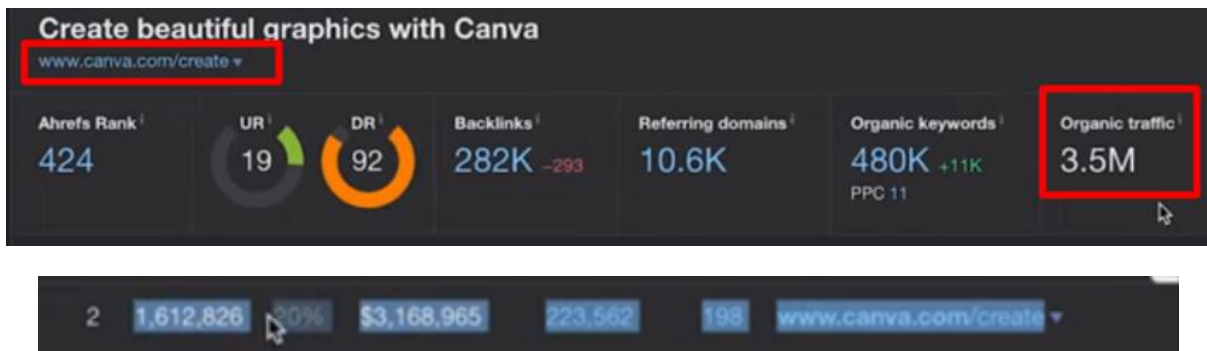 Create beautiful graphics with Canva
www.canva.com/create
Ahrefs Rank UR DR Backlinks Referring domains Organic keywords Organic traffic
424 19 92 282K -293 10.6K 480K +11K 3.5M
PPC 11
2 1,612,826 20% $3,168,965 223,562 198 www.canva.com/create